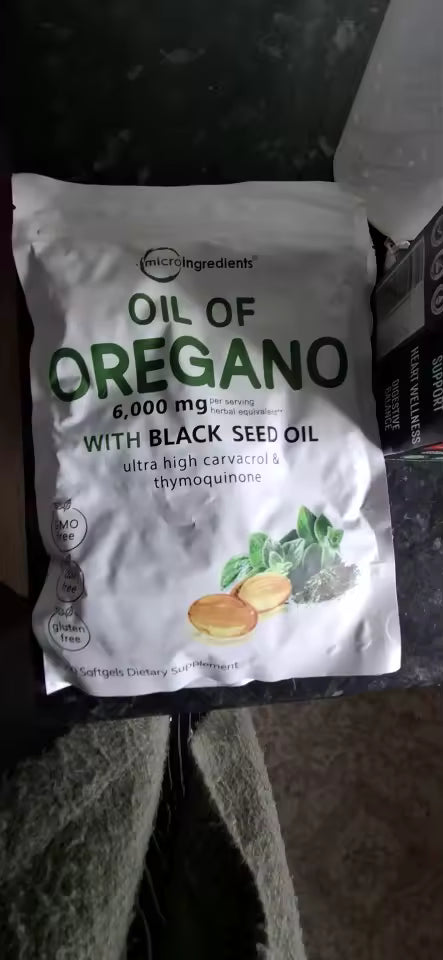 microingredients®
OIL OF
OREGANO
6,000 mg per serving
herbal equivalent**
WITH BLACK SEED OIL
ultra high carvacrol &
thymoquinone
GMO
free
free
gluten
free
Softgels Dietary Supplement
SUPPORT
HEART WELLNESS
DIGESTIVE
BALANCE